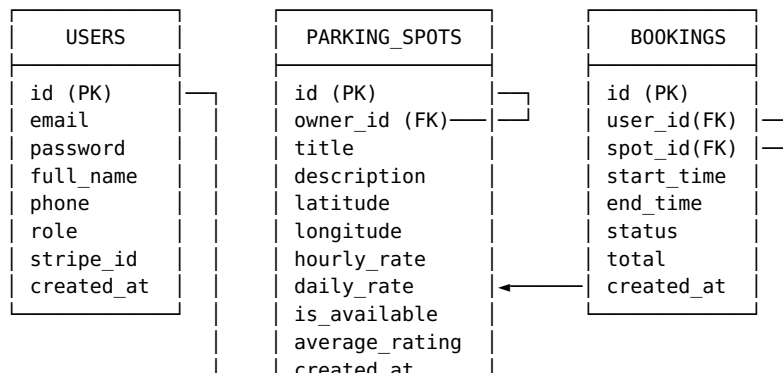 USERS
id (PK)
email
password
full_name
phone
role
stripe_id
created_at
PARKING_SPOTS
id (PK)
owner_id (FK)
title
description
latitude
longitude
hourly_rate
daily_rate
is_available
average_rating
created_at
BOOKINGS
id (PK)
user_id(FK)
spot_id(FK)
start_time
end_time
status
total
created_at